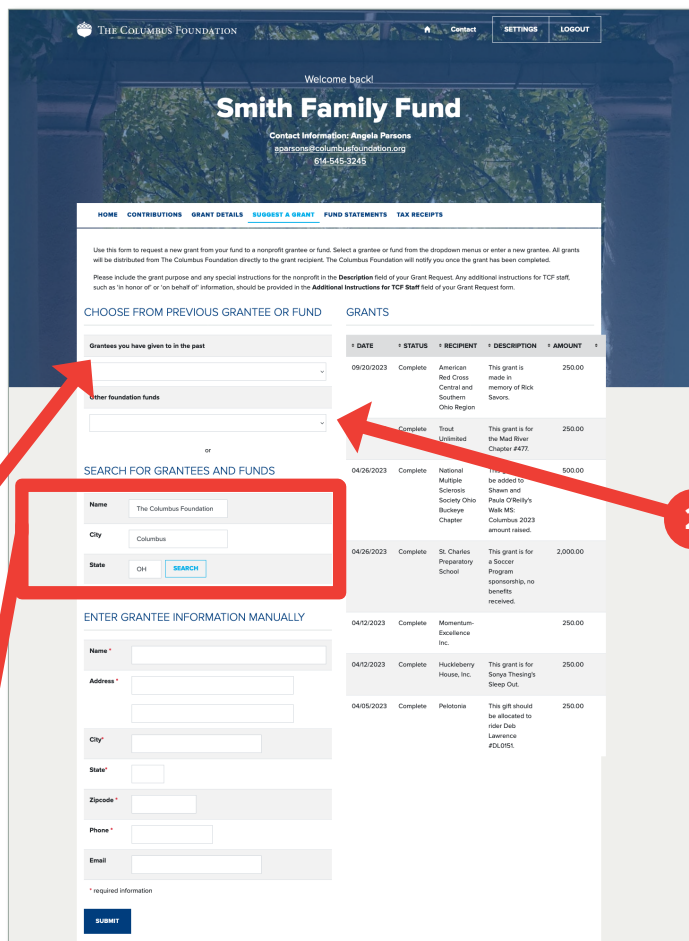 THE COLUMBUS FOUNDATION
Contact
SETTINGS
LOGOUT
Welcome back!
Smith Family Fund
Contact Information: Angela Parsons
aparsons@columbusfoundation.org
614-545-3245
HOME CONTRIBUTIONS GRANT DETAILS SUGGEST A GRANT FUND STATEMENTS TAX RECEIPTS
Use this form to request a new grant from your fund to a nonprofit grantee or fund. Select a grantee or fund from the dropdown menus or enter a new grantee. All grants
will be distributed from The Columbus Foundation directly to the grant recipient. The Columbus Foundation will notify you once the grant has been completed.
Please include the grant purpose and any special instructions for the nonprofit in the Description field of your Grant Request. Any additional instructions for TCF staff,
such as 'in honor of' or 'on behalf of' information, should be provided in the Additional Instructions for TCF Staff field of your Grant Request form.
CHOOSE FROM PREVIOUS GRANTEE OR FUND
Grantees you have given to in the past
Other foundation funds
or
SEARCH FOR GRANTEES AND FUNDS
Name
The Columbus Foundation
City
Columbus
State
OH
SEARCH
ENTER GRANTEE INFORMATION MANUALLY
Name *
Address *
City*
State*
Zipcode *
Phone *
Email
* required information
SUBMIT
GRANTS
DATE STATUS RECIPIENT DESCRIPTION AMOUNT
09/20/2023 Complete American This grant is 250.00
Red Cross made in
Central and memory of Rick
Southern Savors.
Ohio Region
Complete Trout This grant is for 250.00
Unlimited the Mad River
Chapter #477.
04/26/2023 Complete National This 500.00
Multiple be added to
Sclerosis Shawn and
Society Ohio Paula O'Reilly's
Buckeye Walk MS:
Chapter Columbus 2023
amount raised.
04/26/2023 Complete St. Charles This grant is for 2,000.00
Preparatory a Soccer
School Program
sponsorship, no
benefits
received.
04/12/2023 Complete Momentum- 250.00
Excellence
Inc.
04/12/2023 Complete Huckleberry This grant is for 250.00
House, Inc. Sonya Thesing's
Sleep Out.
04/05/2023 Complete Pelotonia This gift should 250.00
be allocated to
rider Deb
Lawrence
#DL0151.